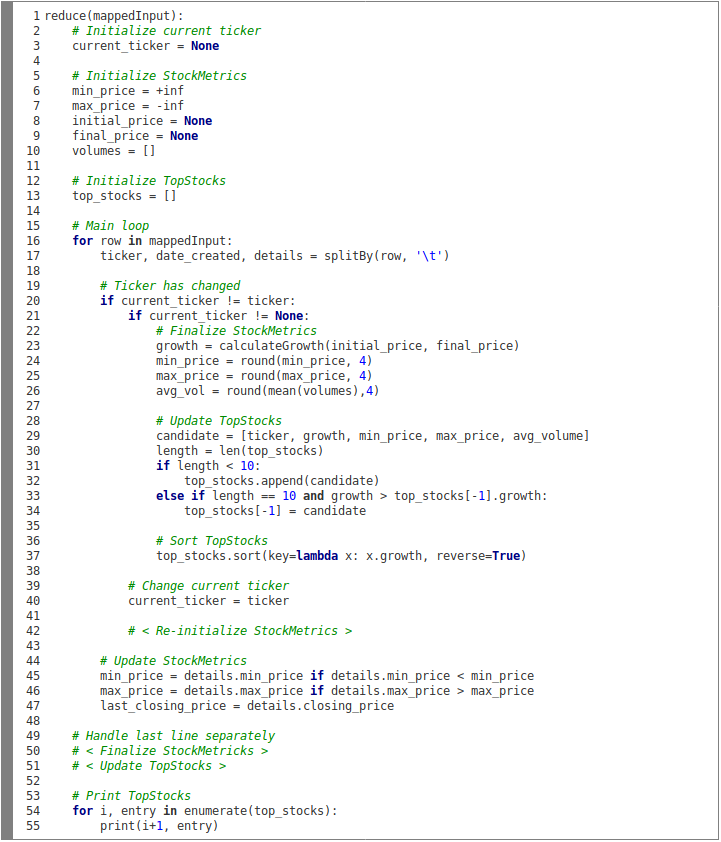 1 reduce(mappedInput):
2     # Initialize current ticker
3     current_ticker = None
4
5     # Initialize StockMetrics
6     min_price = +inf
7     max_price = -inf
8     initial_price = None
9     final_price = None
10     volumes = []
11
12     # Initialize TopStocks
13     top_stocks = []
14
15     # Main loop
16     for row in mappedInput:
17         ticker, date_created, details = splitBy(row, '\t')
18
19         # Ticker has changed
20         if current_ticker != ticker:
21             if current_ticker != None:
22                 # Finalize StockMetrics
23                 growth = calculateGrowth(initial_price, final_price)
24                 min_price = round(min_price, 4)
25                 max_price = round(max_price, 4)
26                 avg_vol = round(mean(volumes),4)
27
28                 # Update TopStocks
29                 candidate = [ticker, growth, min_price, max_price, avg_volume]
30                 length = len(top_stocks)
31                 if length < 10:
32                     top_stocks.append(candidate)
33                 else if length == 10 and growth > top_stocks[-1].growth:
34                     top_stocks[-1] = candidate
35
36                 # Sort TopStocks
37                 top_stocks.sort(key=lambda x: x.growth, reverse=True)
38
39             # Change current ticker
40             current_ticker = ticker
41
42             # < Re-initialize StockMetrics >
43
44         # Update StockMetrics
45         min_price = details.min_price if details.min_price < min_price
46         max_price = details.max_price if details.max_price > max_price
47         last_closing_price = details.closing_price
48
49     # Handle last line separately
50     # < Finalize StockMetricks >
51     # < Update TopStocks >
52
53     # Print TopStocks
54     for i, entry in enumerate(top_stocks):
55         print(i+1, entry)